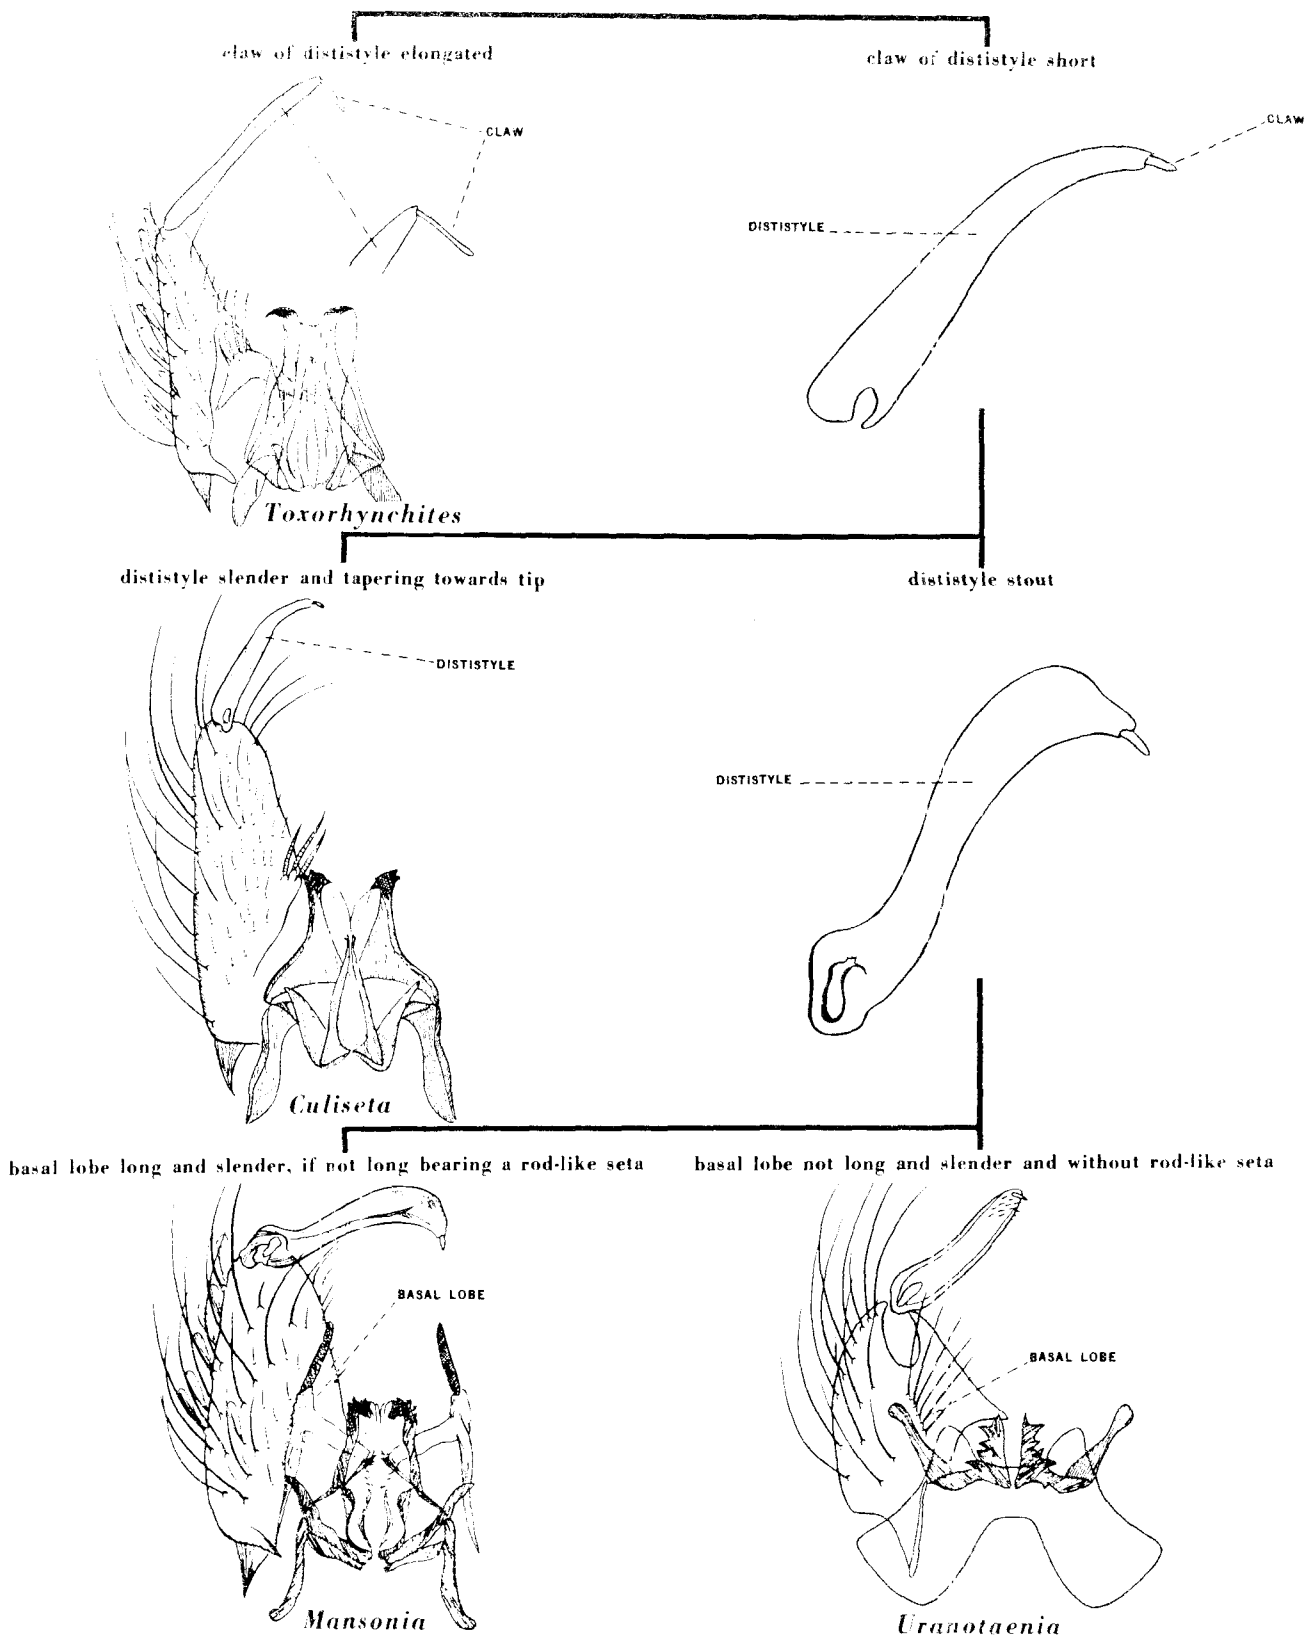 claw of dististyle elongated
claw of dististyle short
CLAW
CLAW
DISTISTYLE
Toxorhynchites
dististyle slender and tapering towards tip
dististyle stout
DISTISTYLE
DISTISTYLE
Culiseta
basal lobe long and slender, if not long bearing a rod-like seta
basal lobe not long and slender and without rod-like seta
BASAL LOBE
BASAL LOBE
Mansonia
Uranotaenia